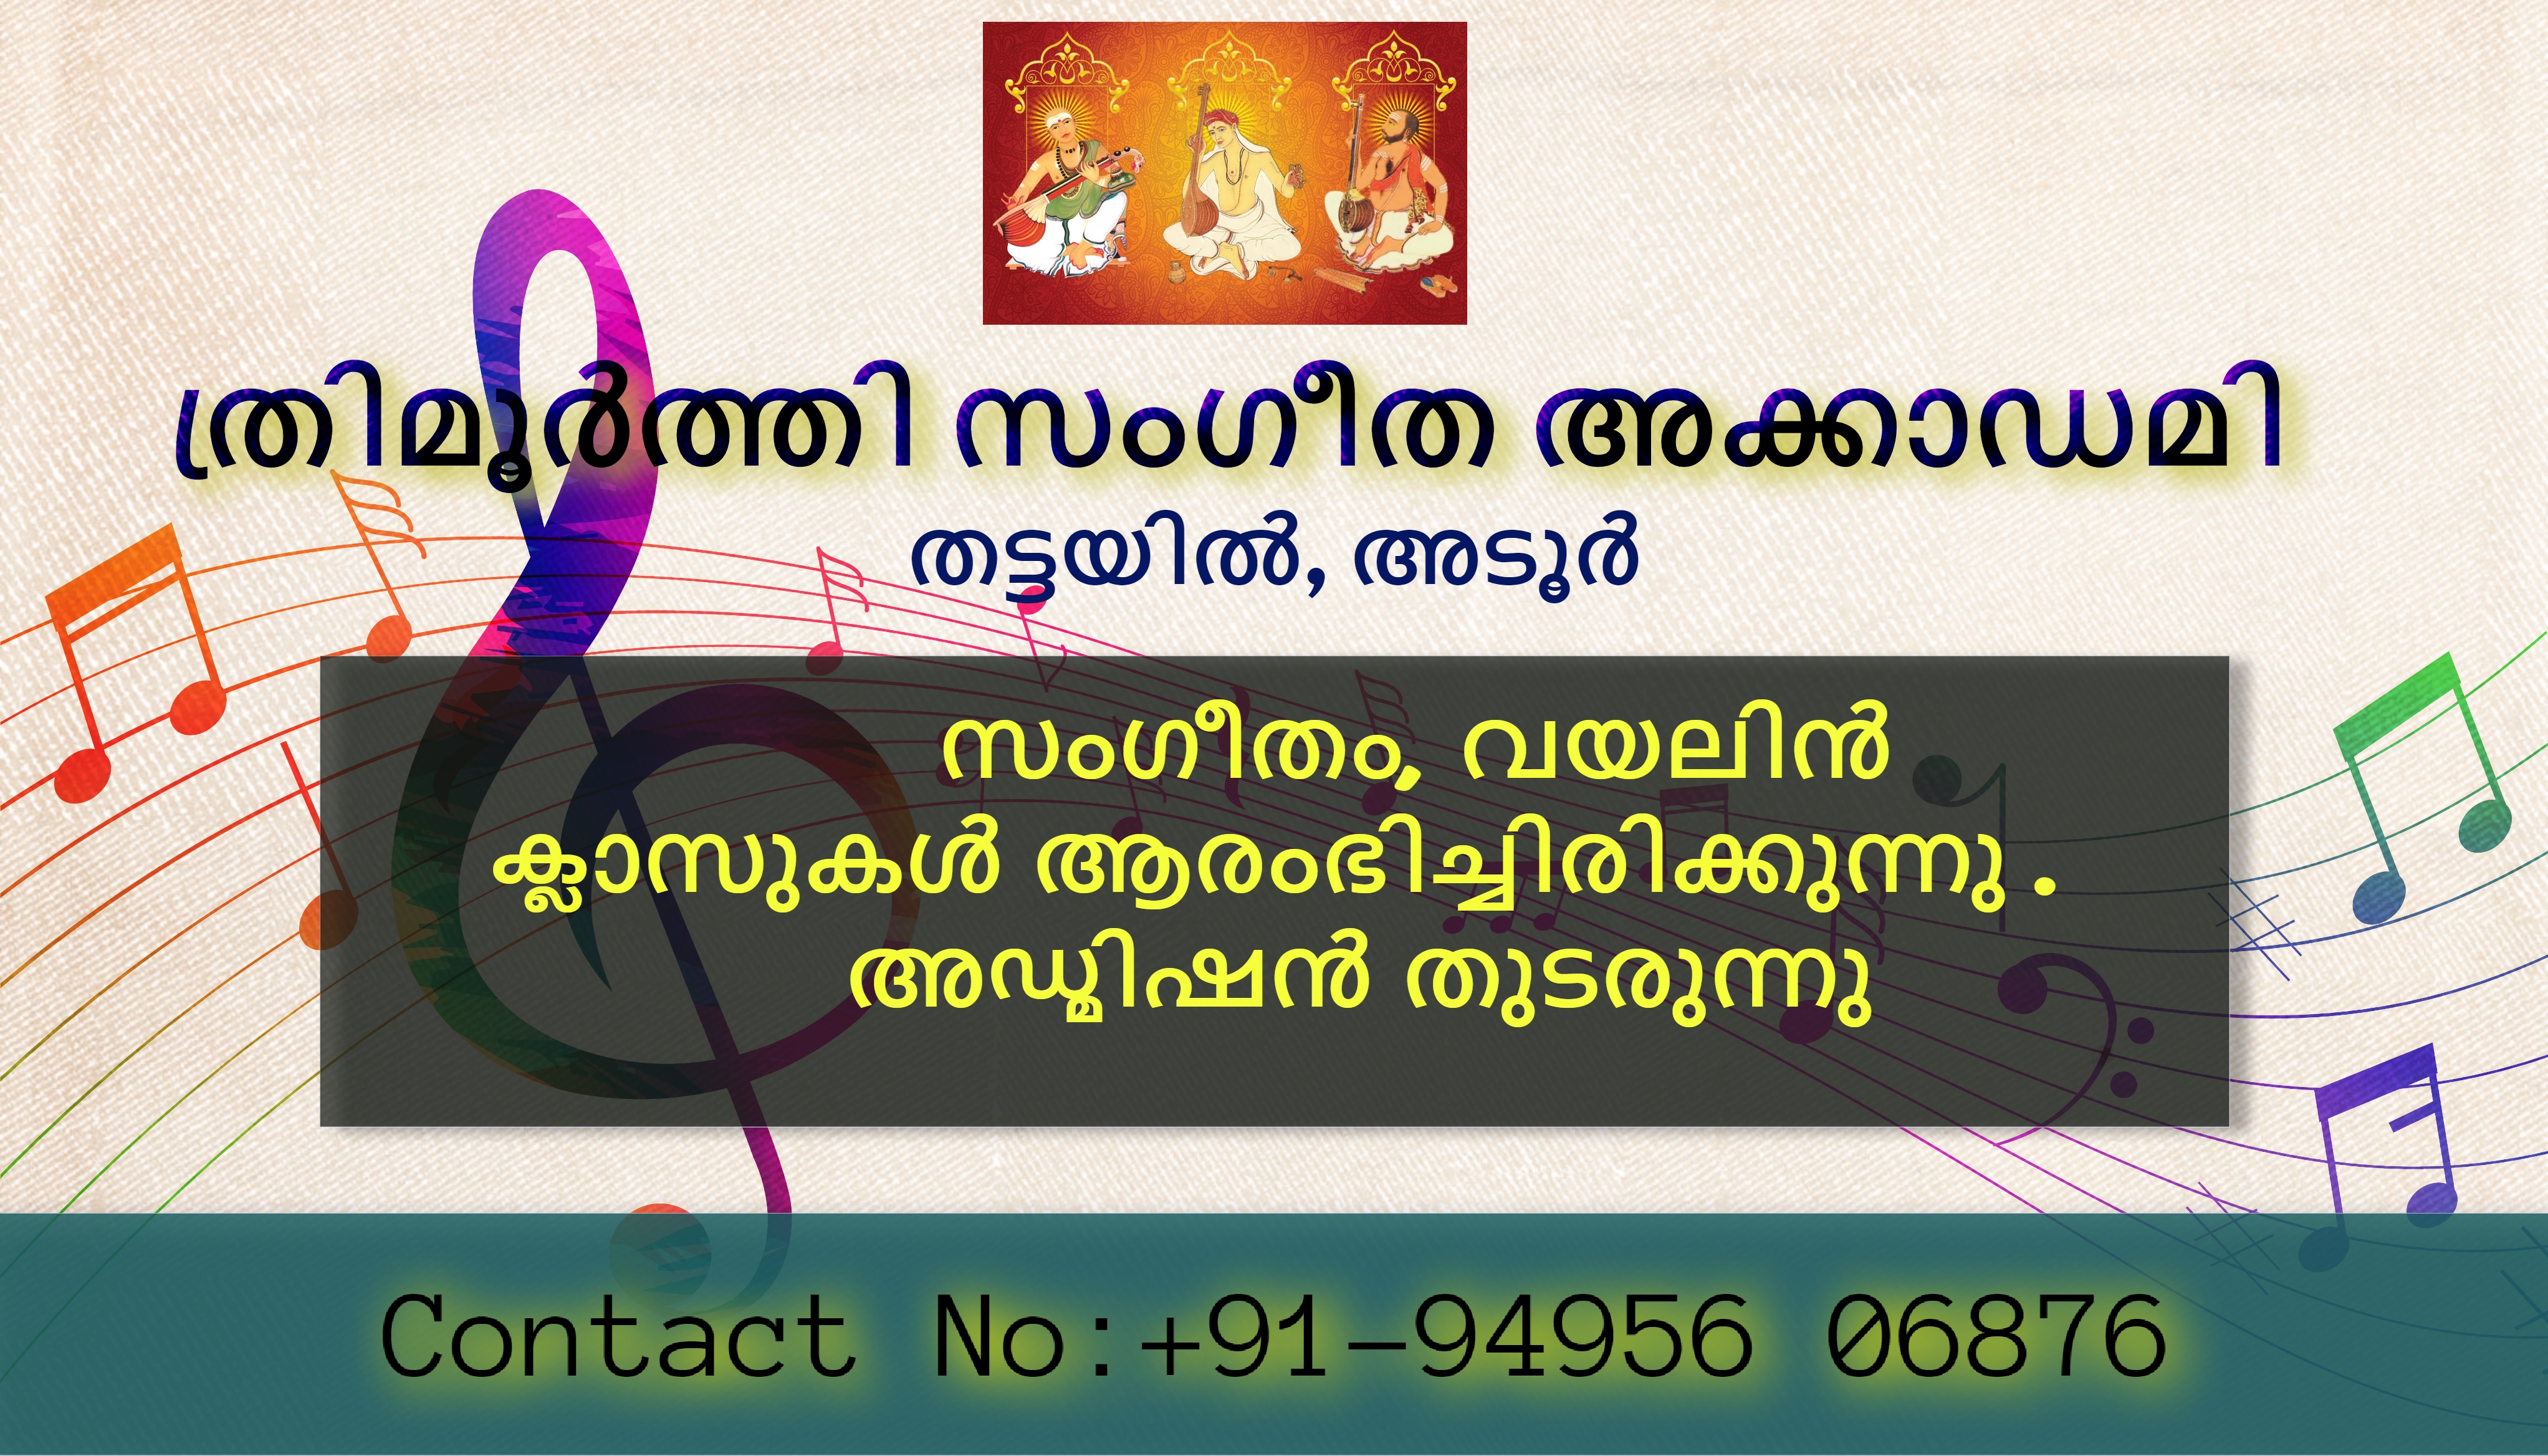 ത്രിമൂർത്തി സംഗീത അക്കാഡമി
തട്ടയിൽ, അടൂർ
സംഗീതം, വയലിൻ
ക്ലാസുകൾ ആരംഭിച്ചിരിക്കുന്നു .
അഡ്മിഷൻ തുടരുന്നു
Contact No:+91-94956 06876